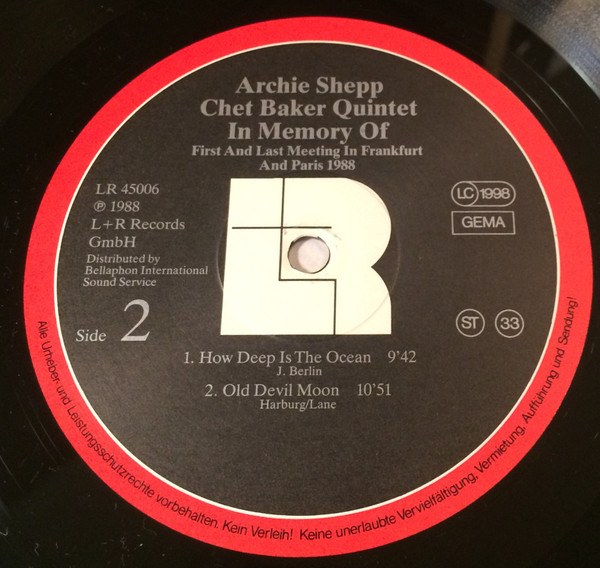 Archie Shepp
Chet Baker Quintet
In Memory Of
First And Last Meeting In Frankfurt
And Paris 1988
LR 45006
℗ 1988
L+R Records
GmbH
Distributed by
Bellaphon International
Sound Service
LR
LC 1998
GEMA
Side 2
ST 33
1. How Deep Is The Ocean 9'42
J. Berlin
2. Old Devil Moon 10'51
Harburg/Lane
Alle Urheber- und Leistungsschutzrechte vorbehalten. Kein Verleih! Keine unerlaubte Vervielfältigung, Vermietung, Aufführung und Sendung!